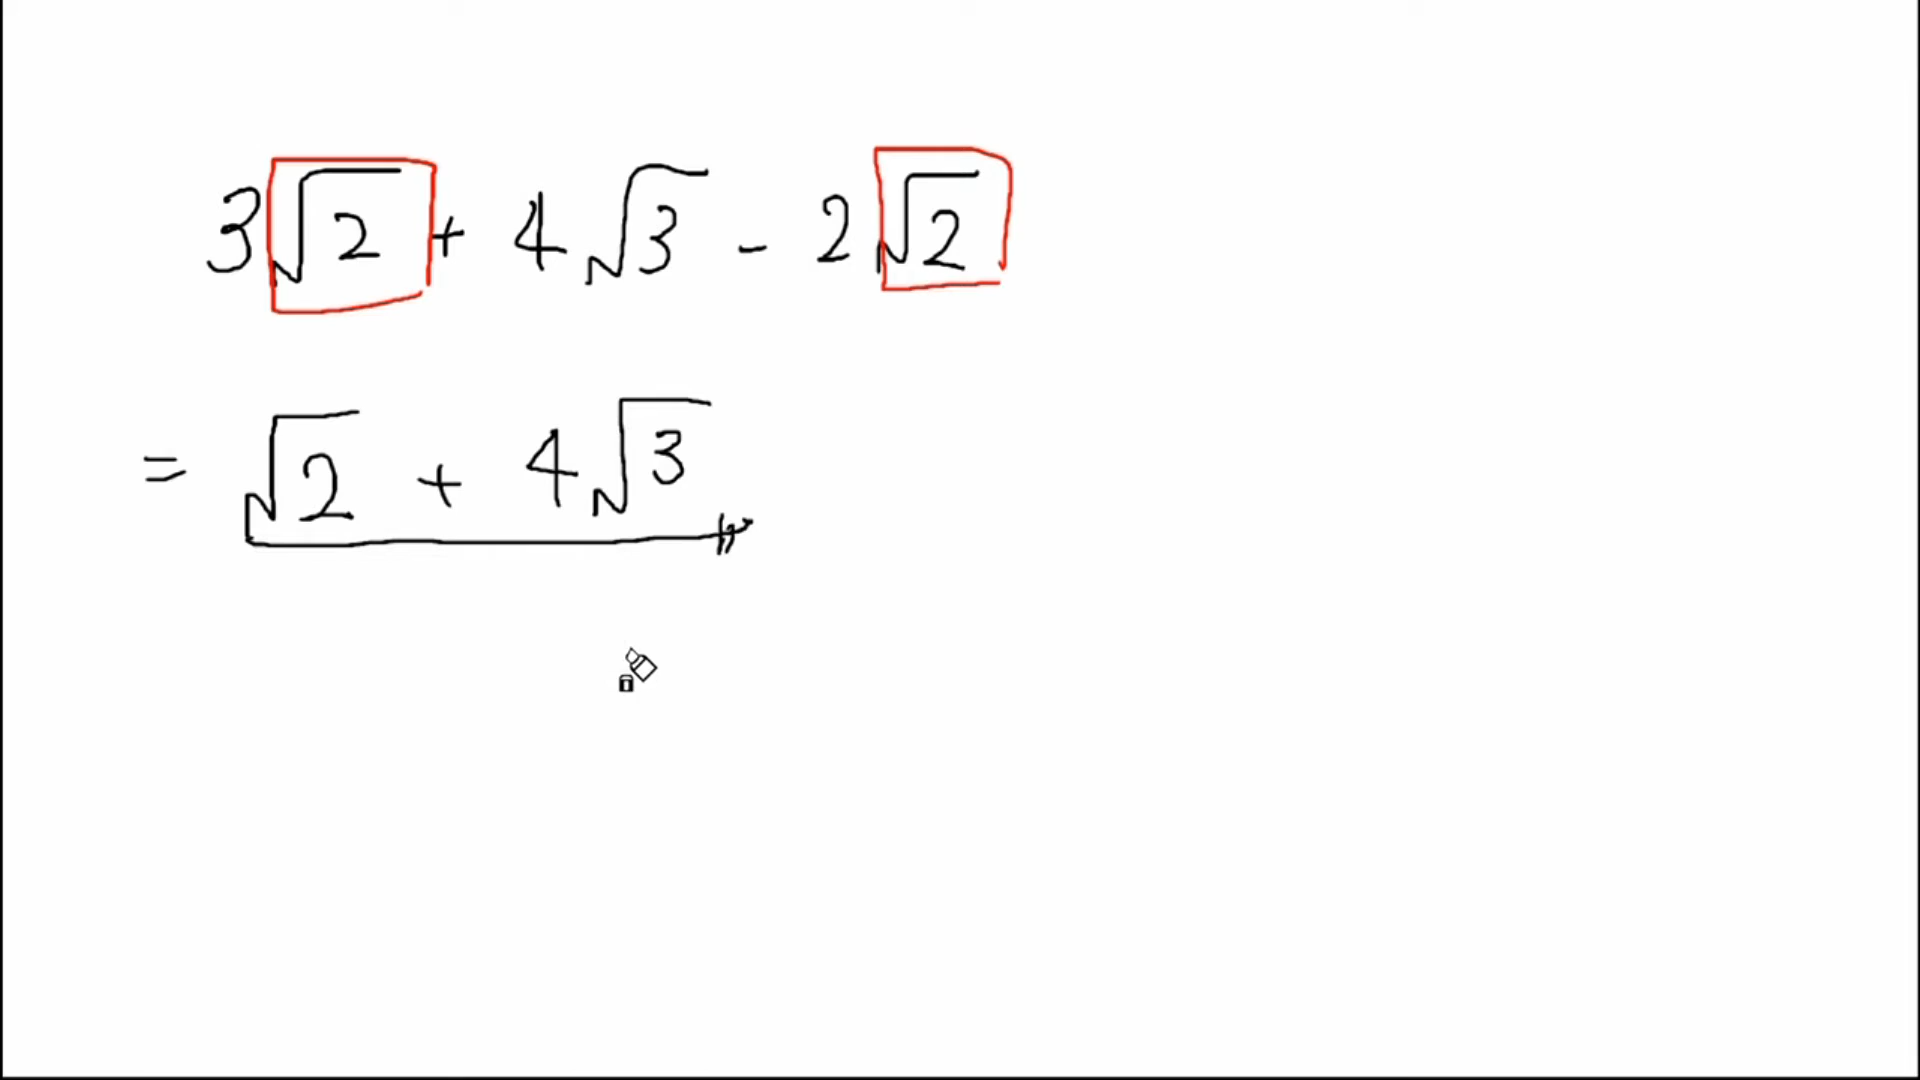 3√2 + 4√3 - 2√2
= √2 + 4√3